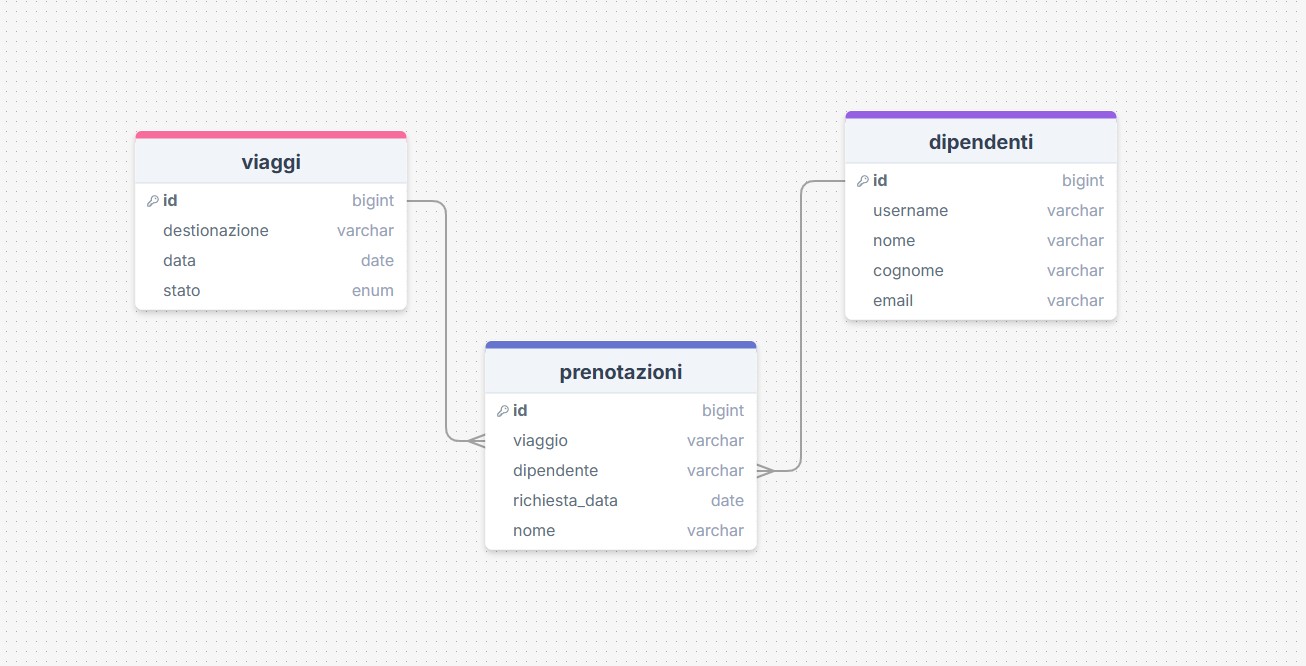 viaggi
id bigint
destionazione varchar
data date
stato enum
dipendenti
id bigint
username varchar
nome varchar
cognome varchar
email varchar
prenotazioni
id bigint
viaggio varchar
dipendente varchar
richiesta_data date
nome varchar